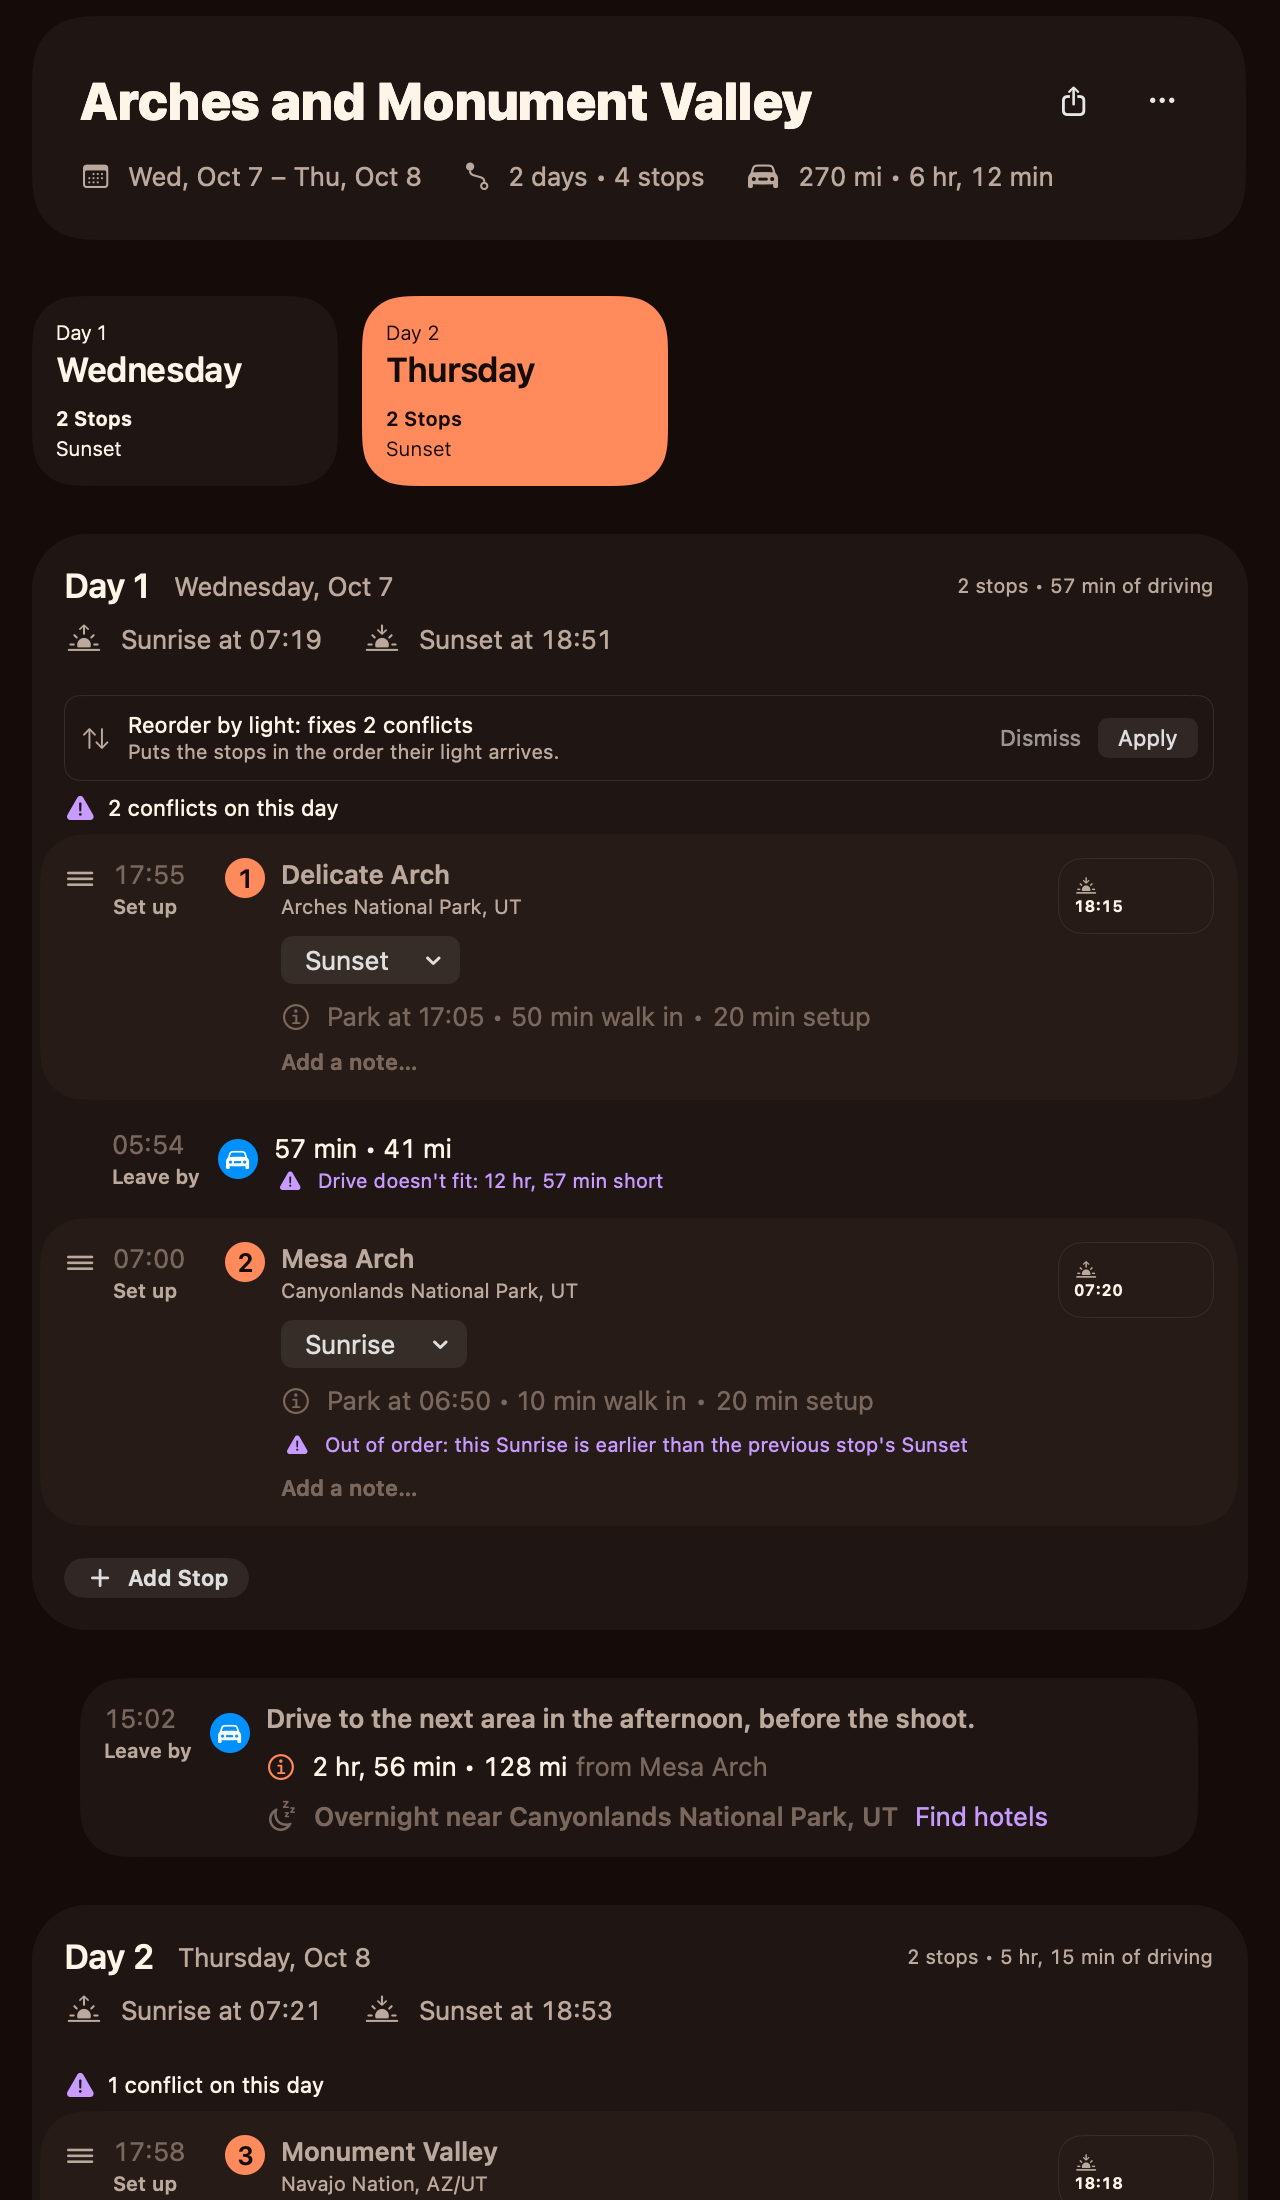 Arches and Monument Valley
Wed, Oct 7 – Thu, Oct 8 2 days • 4 stops 270 mi • 6 hr, 12 min
Day 1
Wednesday
2 Stops
Sunset
Day 2
Thursday
2 Stops
Sunset
Day 1 Wednesday, Oct 7 2 stops • 57 min of driving
Sunrise at 07:19 Sunset at 18:51
Reorder by light: fixes 2 conflicts
Puts the stops in the order their light arrives.
Dismiss Apply
2 conflicts on this day
17:55
Set up
1 Delicate Arch
Arches National Park, UT
18:15
Sunset
Park at 17:05 • 50 min walk in • 20 min setup
Add a note...
05:54
Leave by
57 min • 41 mi
Drive doesn't fit: 12 hr, 57 min short
07:00
Set up
2 Mesa Arch
Canyonlands National Park, UT
07:20
Sunrise
Park at 06:50 • 10 min walk in • 20 min setup
Out of order: this Sunrise is earlier than the previous stop's Sunset
Add a note...
Add Stop
15:02
Leave by
Drive to the next area in the afternoon, before the shoot.
2 hr, 56 min • 128 mi from Mesa Arch
Overnight near Canyonlands National Park, UT Find hotels
Day 2 Thursday, Oct 8 2 stops • 5 hr, 15 min of driving
Sunrise at 07:21 Sunset at 18:53
1 conflict on this day
17:58
Set up
3 Monument Valley
Navajo Nation, AZ/UT
18:18